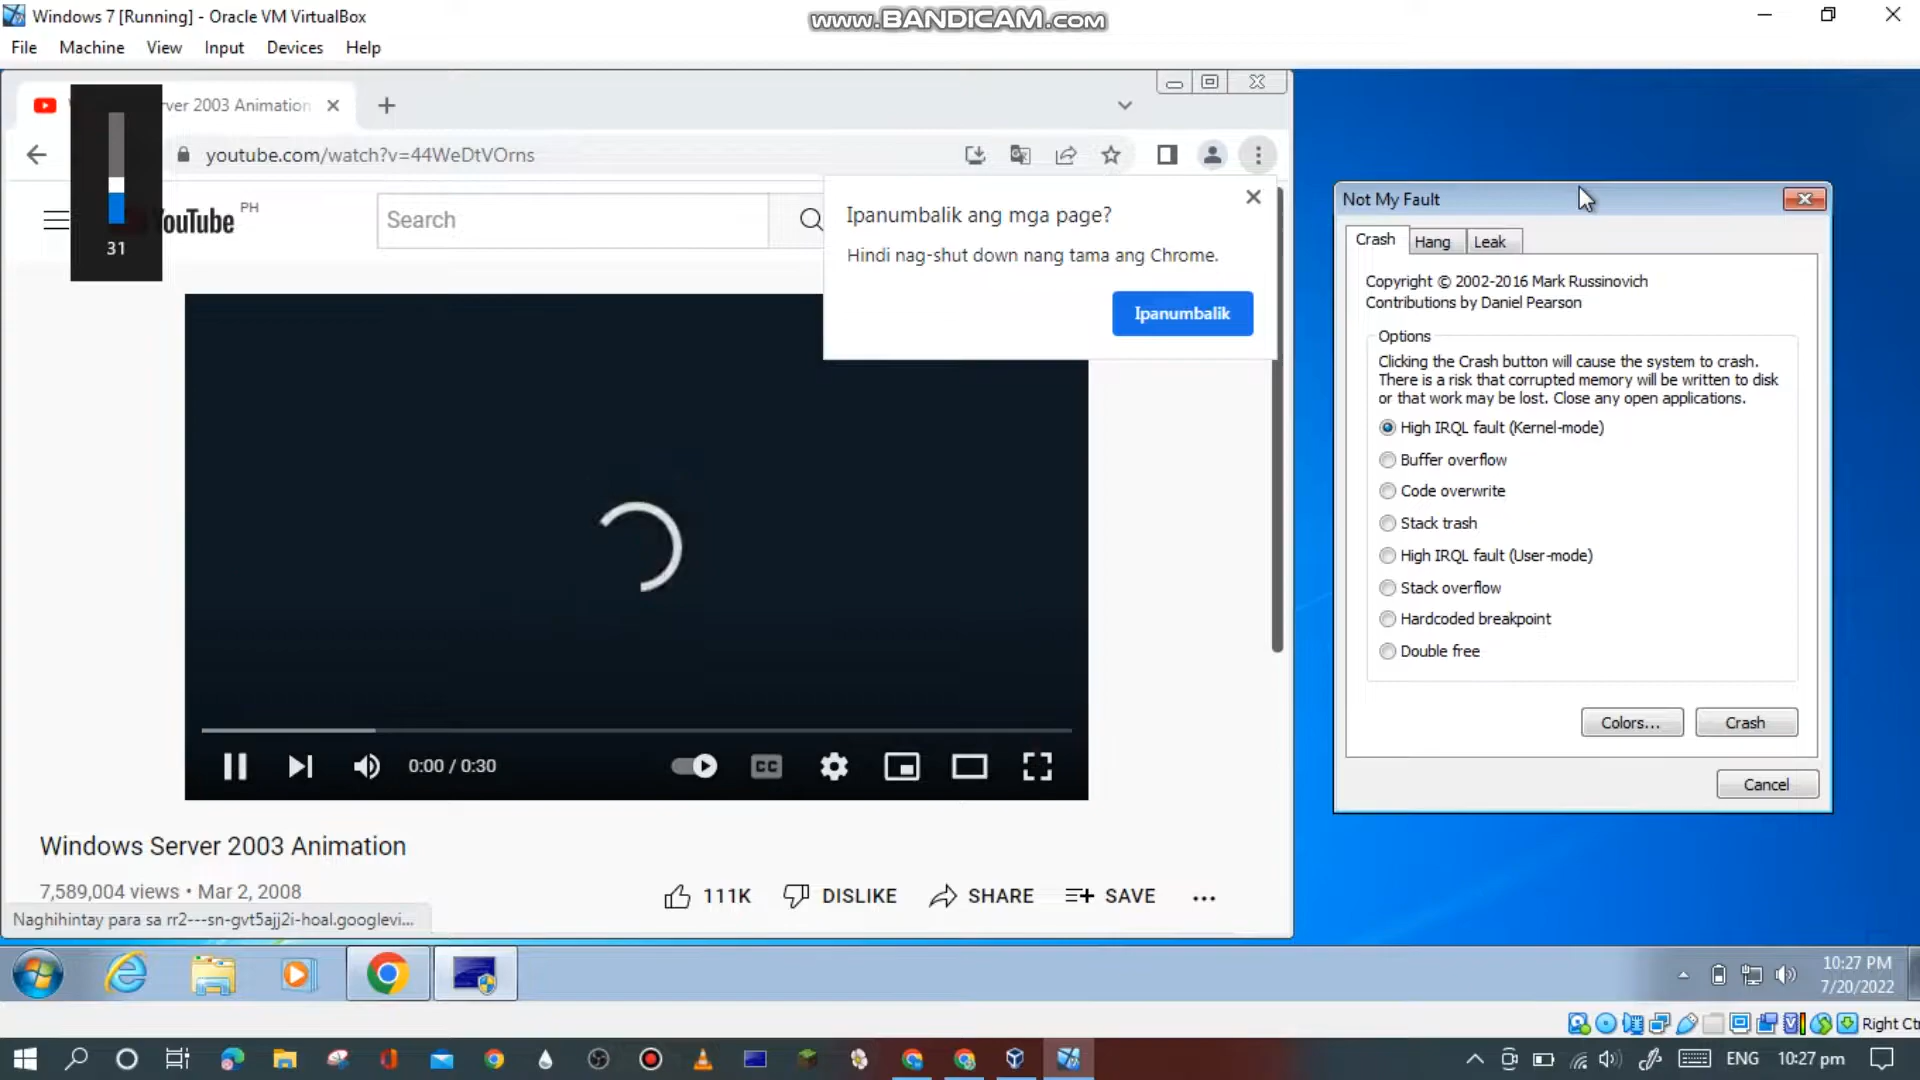 Windows 7 [Running] - Oracle VM VirtualBox
www.BANDICAM.com
File Machine View Input Devices Help
rver 2003 Animation
youtube.com/watch?v=44WeDtVOrns
31
YouTube PH
Search
Ipanumbalik ang mga page?
Hindi nag-shut down nang tama ang Chrome.
Ipanumbalik
0:00 / 0:30
CC
Windows Server 2003 Animation
7,589,004 views • Mar 2, 2008
111K DISLIKE SHARE SAVE
Naghihintay para sa rr2---sn-gvt5ajj2i-hoal.googlevi...
Not My Fault
Crash Hang Leak
Copyright © 2002-2016 Mark Russinovich
Contributions by Daniel Pearson
Options
Clicking the Crash button will cause the system to crash.
There is a risk that corrupted memory will be written to disk
or that work may be lost. Close any open applications.
High IRQL fault (Kernel-mode)
Buffer overflow
Code overwrite
Stack trash
High IRQL fault (User-mode)
Stack overflow
Hardcoded breakpoint
Double free
Colors... Crash
Cancel
10:27 PM
7/20/2022
Right Ctr
ENG 10:27 pm